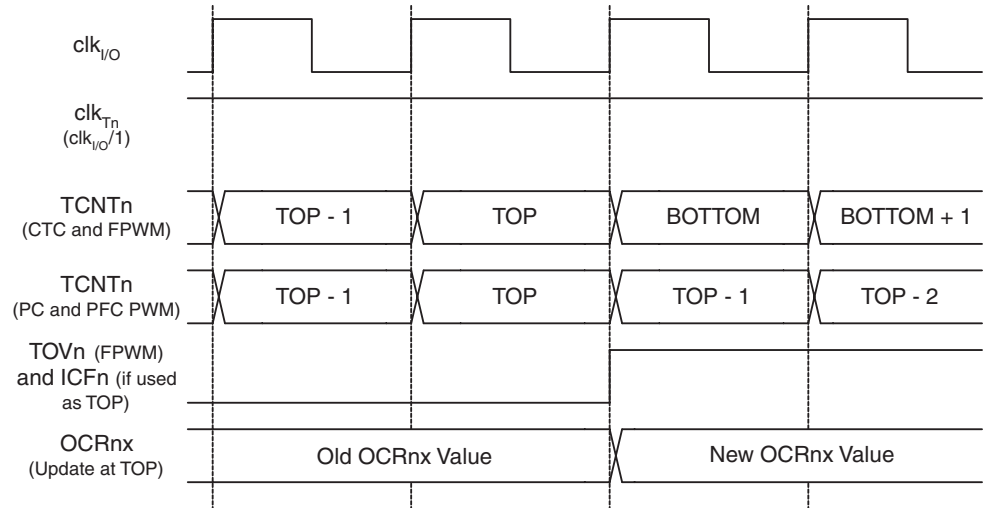 clkI/O
clkTn
(clkI/O/1)
TCNTn
(CTC and FPWM)
TOP - 1
TOP
BOTTOM
BOTTOM + 1
TCNTn
(PC and PFC PWM)
TOP - 1
TOP
TOP - 1
TOP - 2
TOVn (FPWM)
and ICFn (if used
as TOP)
OCRnx
(Update at TOP)
Old OCRnx Value
New OCRnx Value